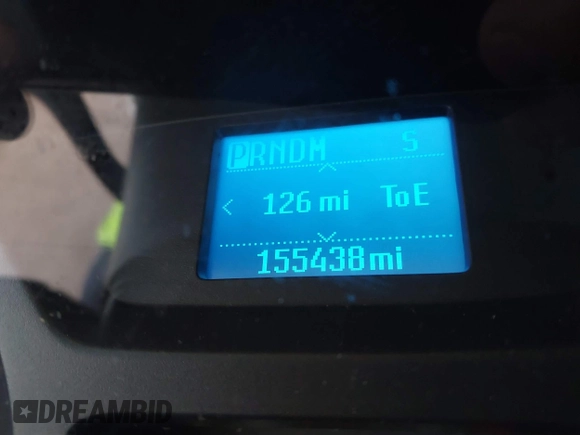 PRNDM S
126 mi ToE
155438mi
DREAMBID